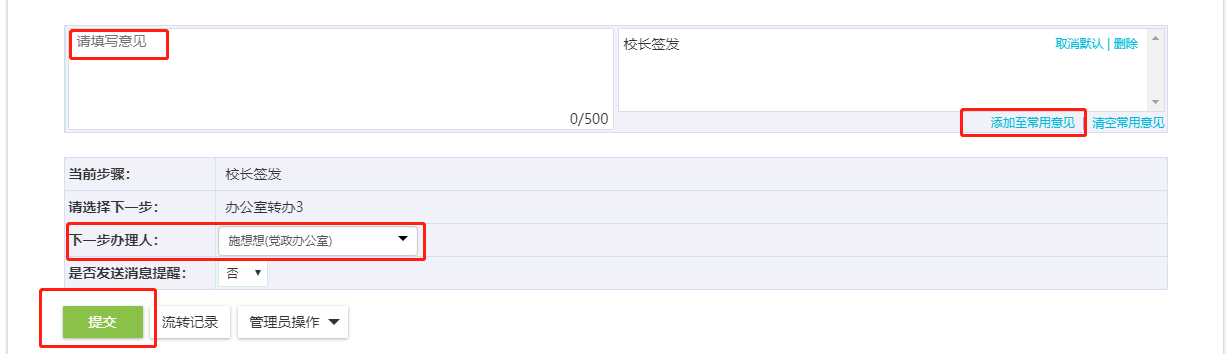 请填写意见
0/500
校长签发 取消默认 | 删除
添加至常用意见 | 清空常用意见
当前步骤: 校长签发
请选择下一步: 办公室转办3
下一步办理人: 施想想(党政办公室)
是否发送消息提醒: 否
提交 流转记录 管理员操作